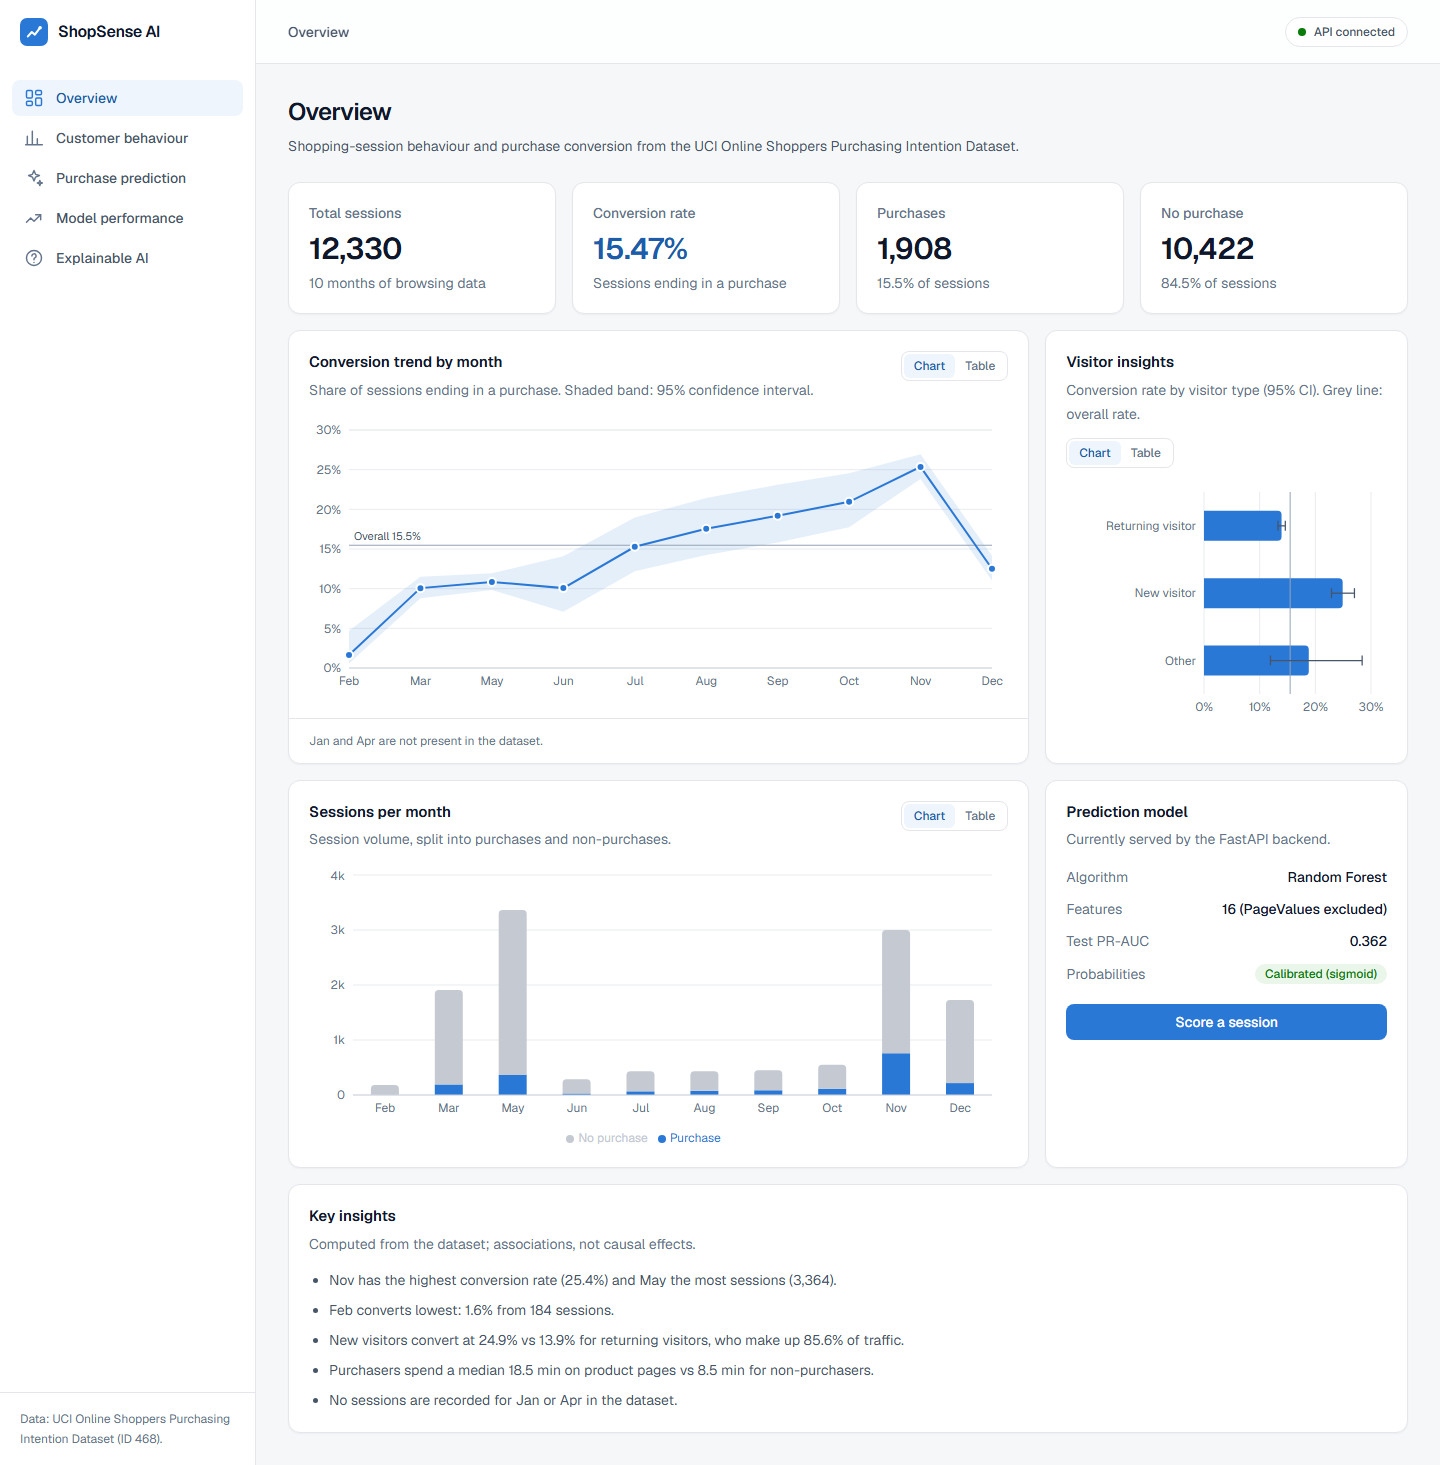 ShopSense AI
Overview
Customer behaviour
Purchase prediction
Model performance
Explainable AI
Data: UCI Online Shoppers Purchasing
Intention Dataset (ID 468).
Overview
API connected
Overview
Shopping-session behaviour and purchase conversion from the UCI Online Shoppers Purchasing Intention Dataset.
Total sessions
12,330
10 months of browsing data
Conversion rate
15.47%
Sessions ending in a purchase
Purchases
1,908
15.5% of sessions
No purchase
10,422
84.5% of sessions
Conversion trend by month
Share of sessions ending in a purchase. Shaded band: 95% confidence interval.
Chart Table
30%
25%
20%
Overall 15.5%
15%
10%
5%
0%
Feb Mar May Jun Jul Aug Sep Oct Nov Dec
Jan and Apr are not present in the dataset.
Visitor insights
Conversion rate by visitor type (95% CI). Grey line:
overall rate.
Chart Table
Returning visitor
New visitor
Other
0% 10% 20% 30%
Sessions per month
Session volume, split into purchases and non-purchases.
Chart Table
4k
3k
2k
1k
0
Feb Mar May Jun Jul Aug Sep Oct Nov Dec
No purchase Purchase
Prediction model
Currently served by the FastAPI backend.
Algorithm Random Forest
Features 16 (PageValues excluded)
Test PR-AUC 0.362
Probabilities Calibrated (sigmoid)
Score a session
Key insights
Computed from the dataset; associations, not causal effects.
• Nov has the highest conversion rate (25.4%) and May the most sessions (3,364).
• Feb converts lowest: 1.6% from 184 sessions.
• New visitors convert at 24.9% vs 13.9% for returning visitors, who make up 85.6% of traffic.
• Purchasers spend a median 18.5 min on product pages vs 8.5 min for non-purchasers.
• No sessions are recorded for Jan or Apr in the dataset.